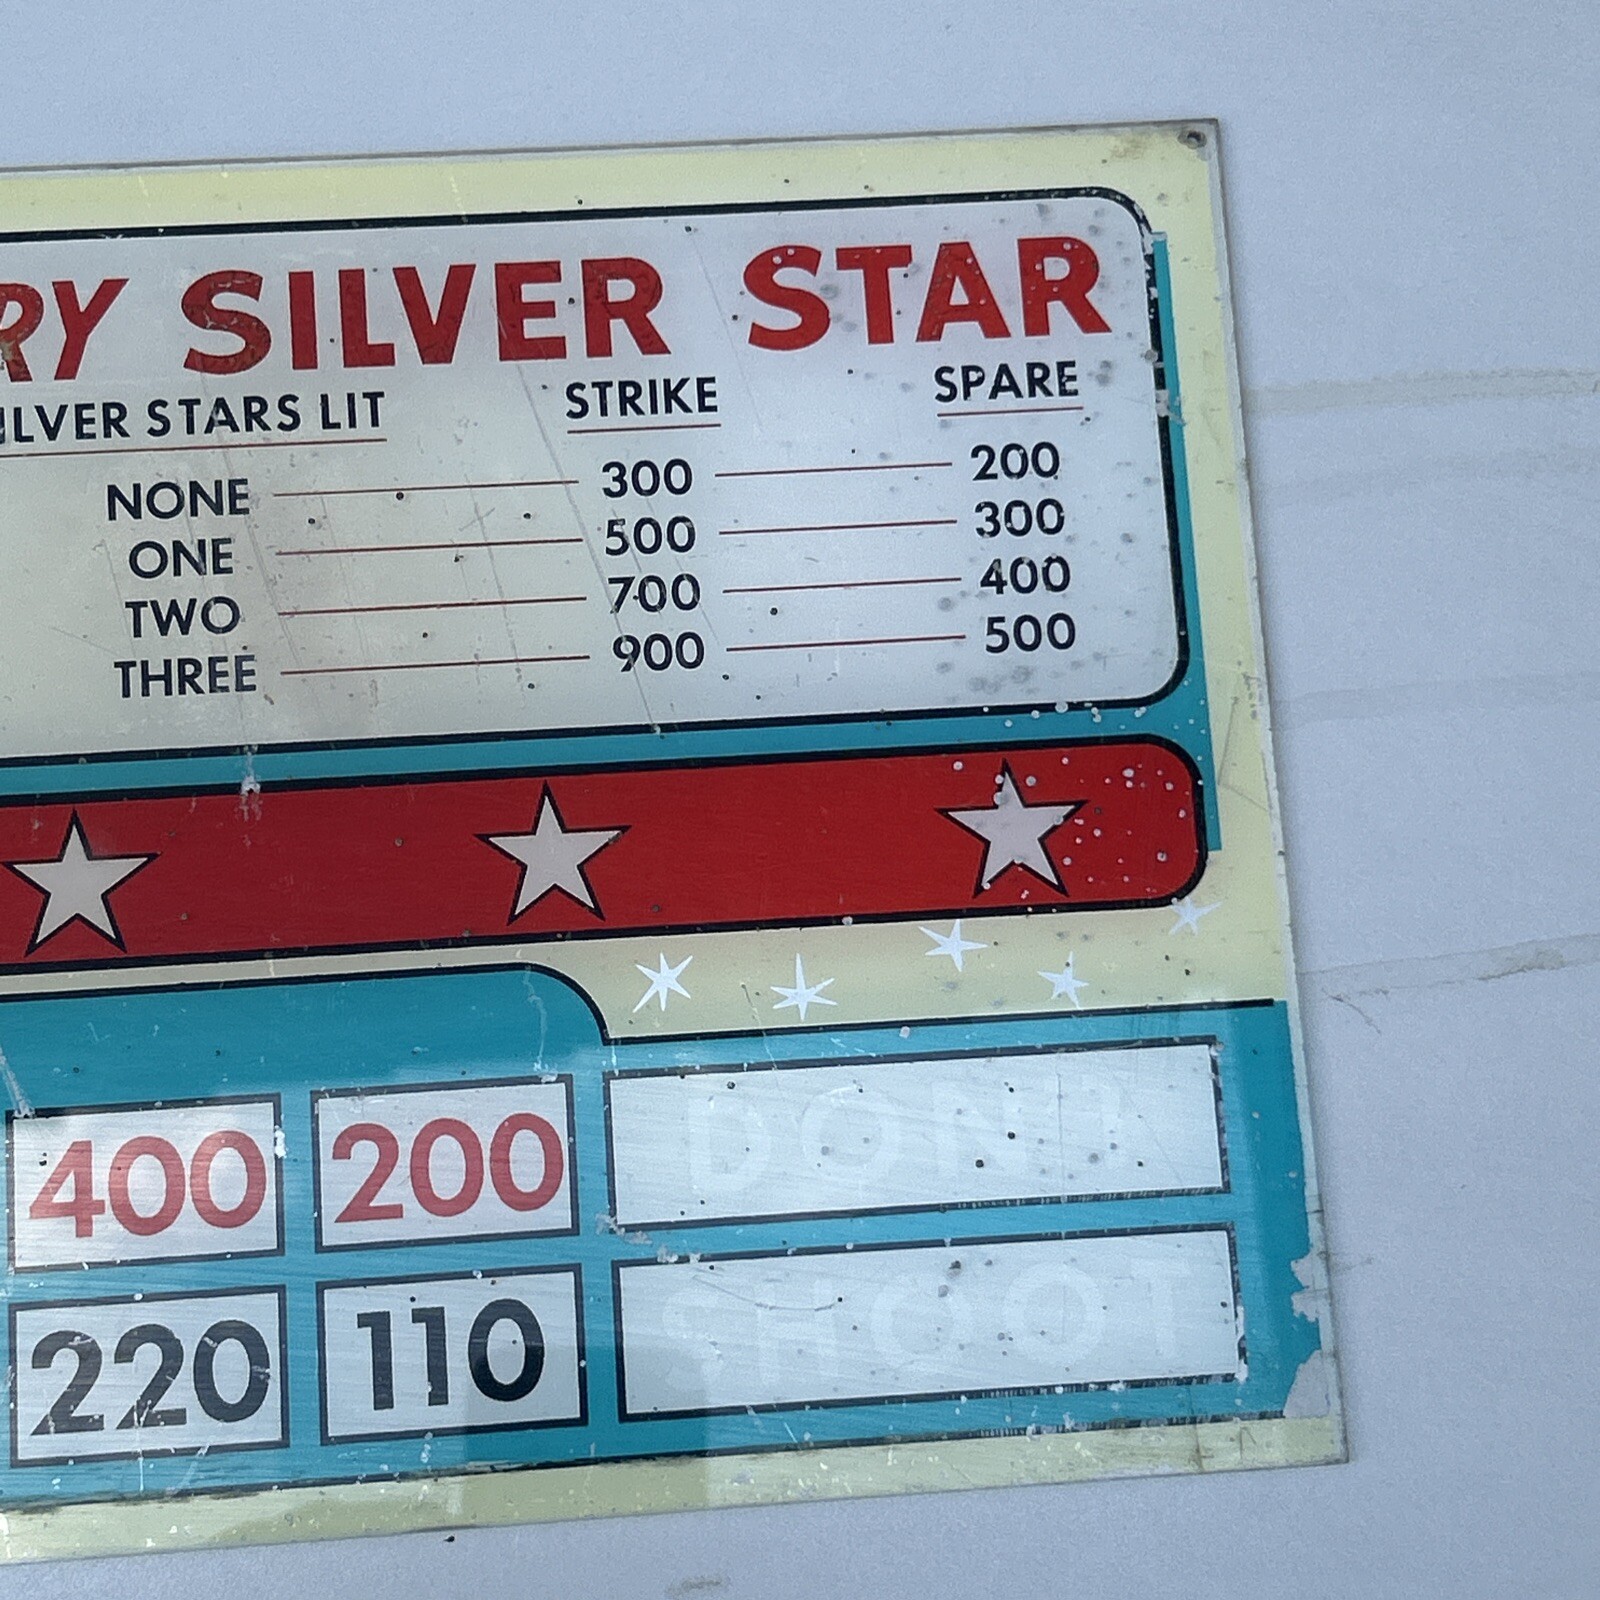 RY SILVER STAR
SILVER STARS LIT STRIKE SPARE
NONE 300 200
ONE 500 300
TWO 700 400
THREE 900 500
400 200 DON'T
220 110 SHOOT